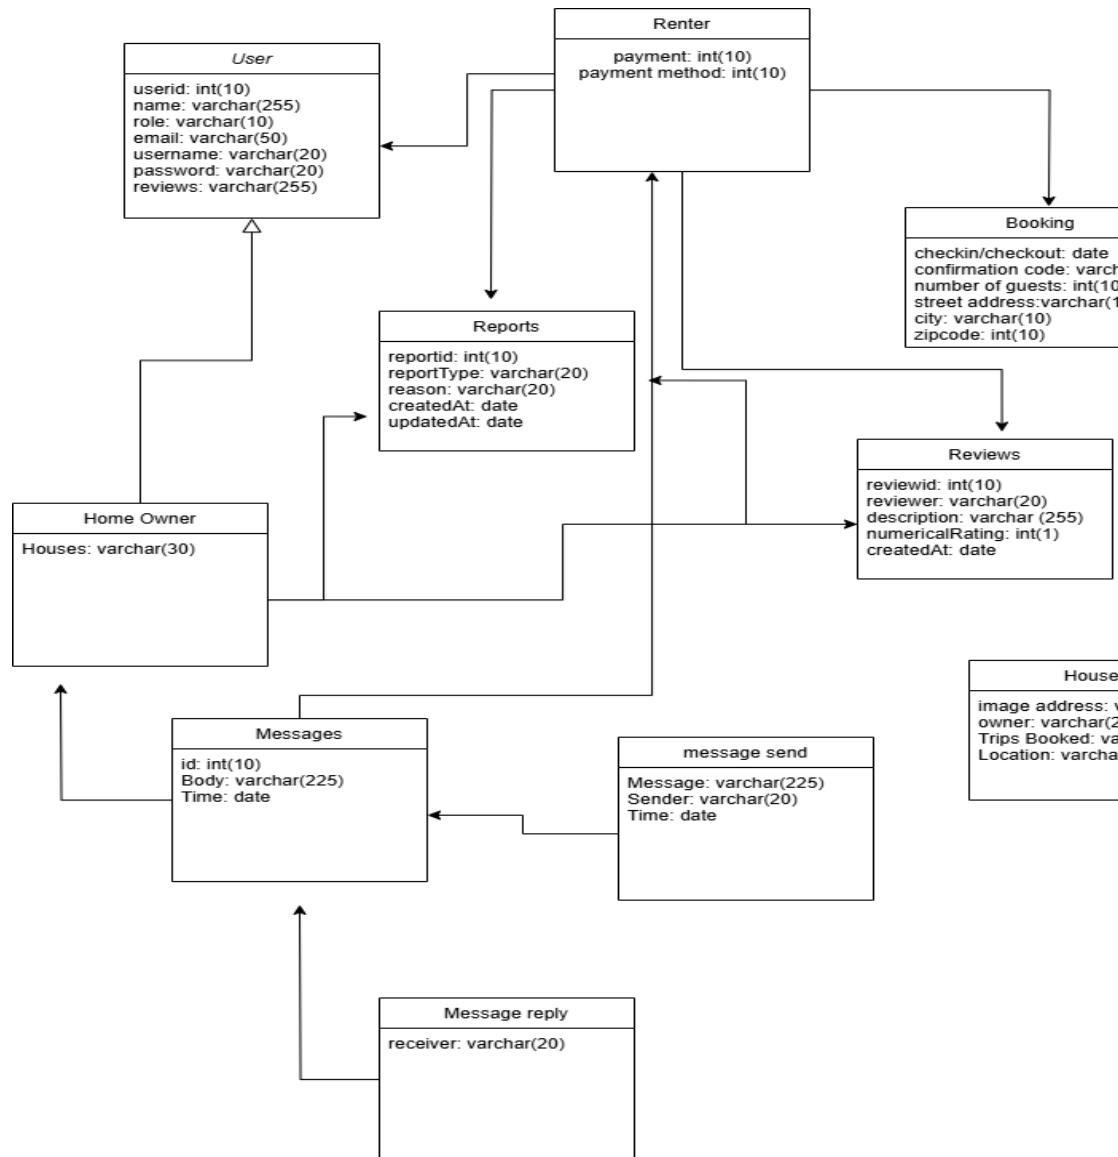 Renter
payment: int(10)
payment method: int(10)
User
userid: int(10)
name: varchar(255)
role: varchar(10)
email: varchar(50)
username: varchar(20)
password: varchar(20)
reviews: varchar(255)
Booking
checkin/checkout: date
confirmation code: varch
number of guests: int(10
street address:varchar(1
city: varchar(10)
zipcode: int(10)
Reports
reportid: int(10)
reportType: varchar(20)
reason: varchar(20)
createdAt: date
updatedAt: date
Reviews
reviewid: int(10)
reviewer: varchar(20)
description: varchar (255)
numericalRating: int(1)
createdAt: date
Home Owner
Houses: varchar(30)
House
image address: v
owner: varchar(2
Trips Booked: va
Location: varcha
Messages
id: int(10)
Body: varchar(225)
Time: date
message send
Message: varchar(225)
Sender: varchar(20)
Time: date
Message reply
receiver: varchar(20)